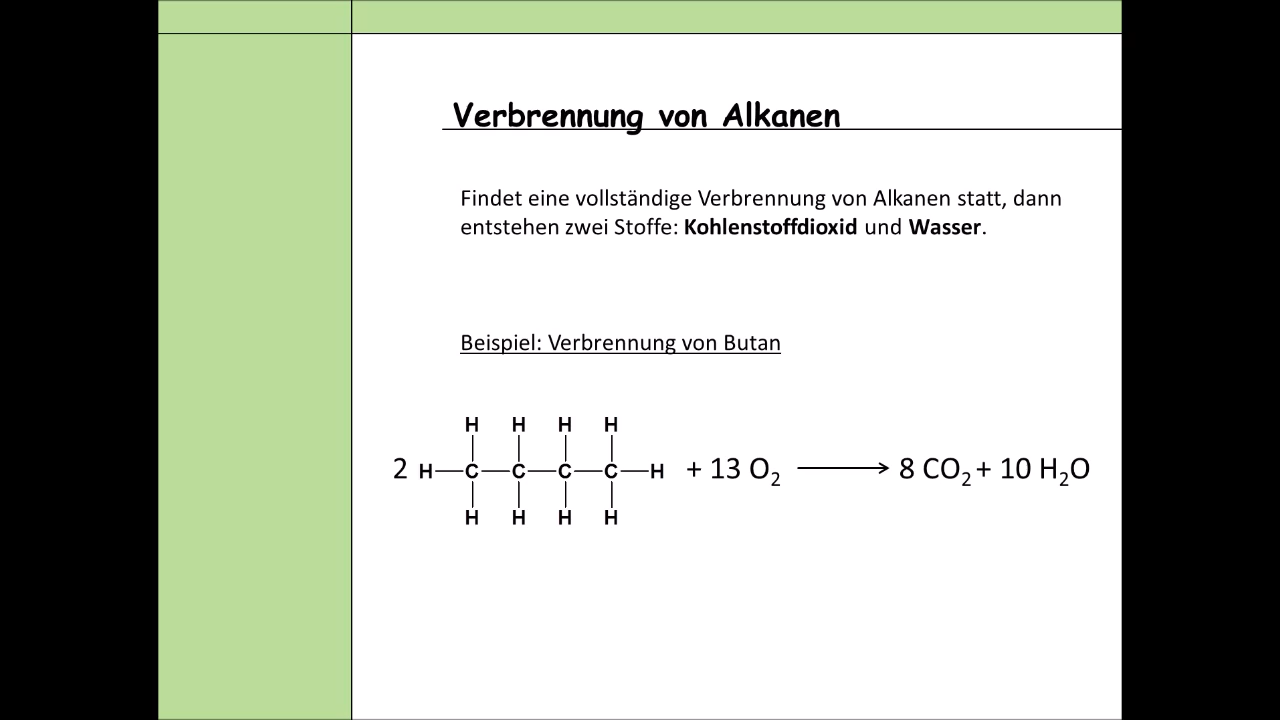 Verbrennung von Alkanen
Findet eine vollständige Verbrennung von Alkanen statt, dann
entstehen zwei Stoffe: Kohlenstoffdioxid und Wasser.
Beispiel: Verbrennung von Butan
H H H H
2 H—C—C—C—C—H + 13 O₂ ⟶ 8 CO₂ + 10 H₂O
H H H H